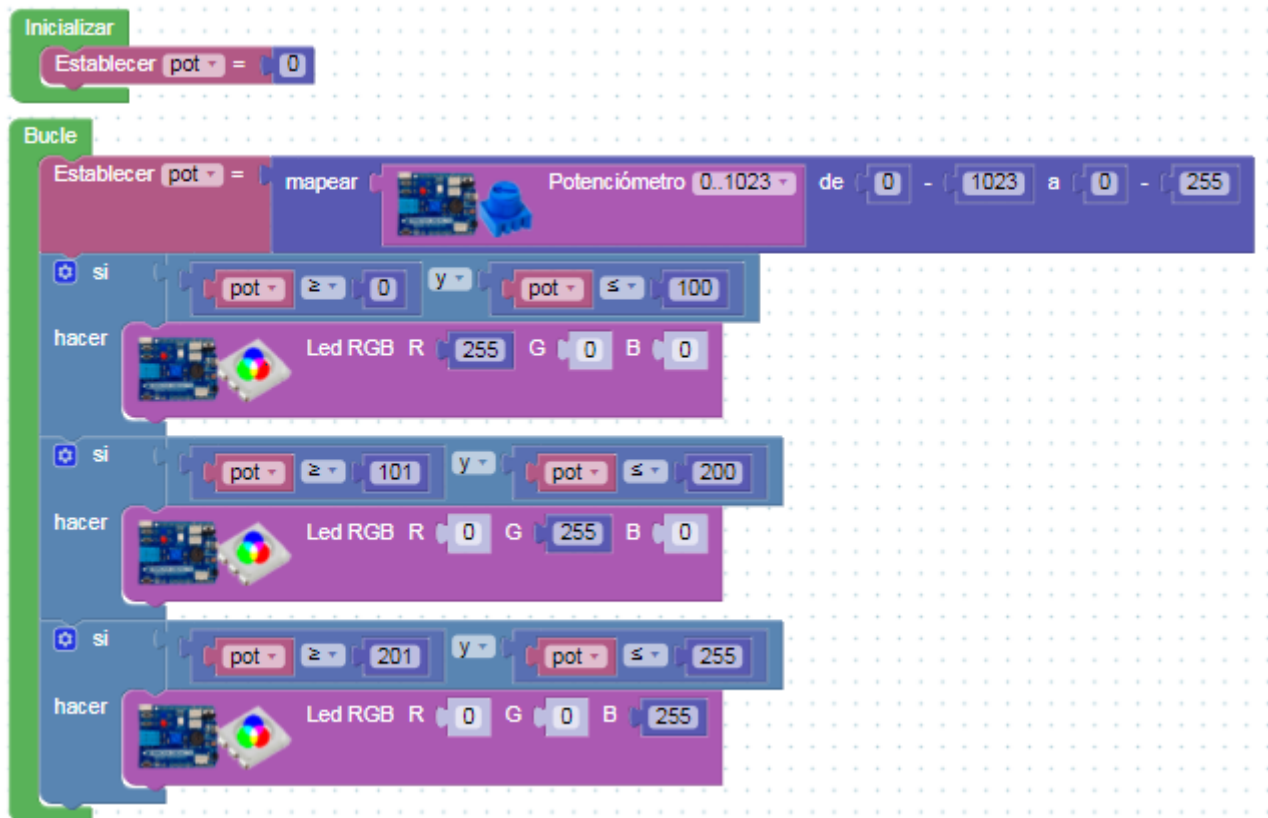 Inicializar
Establecer pot = 0
Bucle
Establecer pot = mapear Potenciómetro 0..1023 de 0 - 1023 a 0 - 255
si pot ≥ 0 y pot ≤ 100
hacer Led RGB R 255 G 0 B 0
si pot ≥ 101 y pot ≤ 200
hacer Led RGB R 0 G 255 B 0
si pot ≥ 201 y pot ≤ 255
hacer Led RGB R 0 G 0 B 255